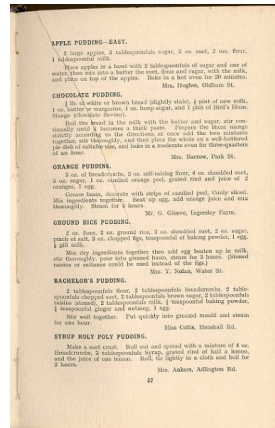 APPLE PUDDING—EASY.
2 large apples, 3 tablespoonfuls sugar, 2 oz. suet, 2 ozs. flour,
1 tablespoonful milk.
Place apples in a bowl with 2 tablespoonfuls of sugar and one of
water, then mix into a batter the suet, flour and sugar, with the milk,
and place on top of the apples. Bake in a hot oven for 20 minutes.
Mrs. Hughes, Oldham St.
CHOCOLATE PUDDING.
½ lb. of white or brown bread (slightly stale), ½ pint of new milk,
1 oz. butter or margarine, 1 oz. lump sugar, and 1 pint of Bird's Blanc
Mange (chocolate flavour).
Boil the bread in the milk with the butter and sugar, stir con-
tinually until it becomes a thick paste. Prepare the blanc mange
strictly according to the directions, at once add the two mixtures
together, stir thoroughly, and then place the whole on a well-buttered
pie dish of suitable size, and bake in a moderate oven for three-quarters
of an hour.
Mrs. Barrow, Park St.
ORANGE PUDDING.
3 oz. of breadcrumbs, 3 oz. self-raising flour, 4 oz. shredded suet,
3 oz. sugar, 1 oz. candied orange peel, grated rind and juice of 2
oranges, 1 egg.
Grease basin, decorate with strips of candied peel, thinly sliced.
Mix ingredients together. Beat up egg, add orange juice and mix
thoroughly. Steam for 2 hours.
Mr. G. Gleave, Ingersley Farm.
GROUND RICE PUDDING.
2 oz. flour, 2 oz. ground rice, 2 oz. shredded suet, 2 oz. sugar,
pinch of salt, 3 oz. chopped figs, teaspoonful of baking powder, 1 egg,
1 gill milk.
Mix dry ingredients together then add egg beaten up in milk,
stir thoroughly, pour into greased basin, steam for 3 hours. (Stoned
raisins or sultanas could be used instead of the figs.)
Mrs. T. Nolan, Water St.
BACHELOR'S PUDDING.
2 tablespoonfuls flour, 2 tablespoonfuls breadcrumbs, 2 table-
spoonfuls chopped suet, 2 tablespoonfuls brown sugar, 2 tablespoonfuls
raisins (stoned), 2 tablespoonfuls milk, 1 teaspoonful baking powder,
1 teaspoonful ginger and nutmeg, 1 egg.
Stir well together. Put quickly into greased mould and steam
for one hour.
Miss Collis, Henshall Rd.
SYRUP ROLY POLY PUDDING.
Make a suet crust. Roll out and spread with a mixture of 4 oz.
Breadcrumbs, 3 tablespoonfuls Syrup, grated rind of half a lemon,
and the juice of one lemon. Roll, tie lightly in a cloth and boil for
3 hours.
Mrs. Ankers, Adlington Rd.
57